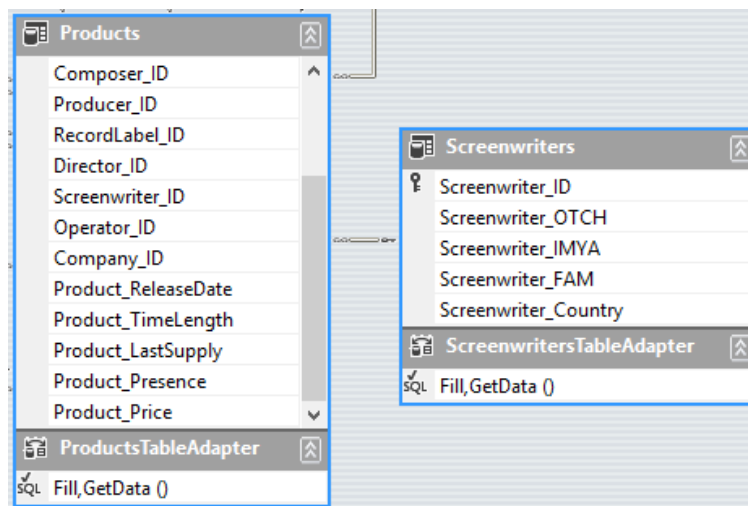 Products
Composer_ID
Producer_ID
RecordLabel_ID
Director_ID
Screenwriter_ID
Operator_ID
Company_ID
Product_ReleaseDate
Product_TimeLength
Product_LastSupply
Product_Presence
Product_Price
ProductsTableAdapter
SQL Fill,GetData ()
Screenwriters
Screenwriter_ID
Screenwriter_OTCH
Screenwriter_IMYA
Screenwriter_FAM
Screenwriter_Country
ScreenwritersTableAdapter
SQL Fill,GetData ()